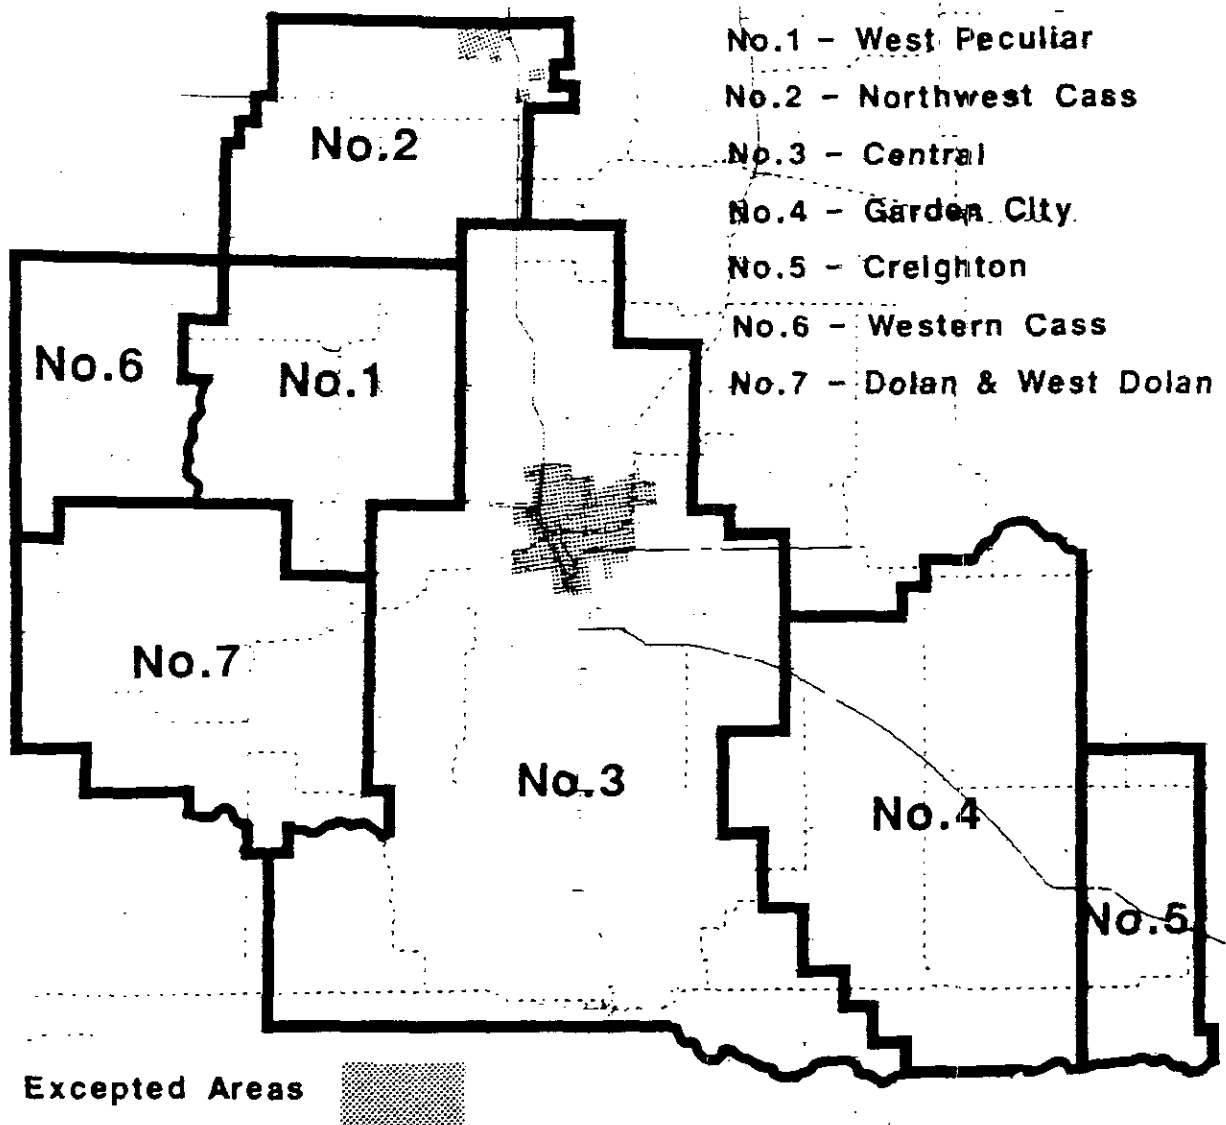 No.1 - West Peculiar
No.2 - Northwest Cass
No.3 - Central
No.4 - Garden City
No.5 - Creighton
No.6 - Western Cass
No.7 - Dolan & West Dolan
No.2
No.6
No.1
No.7
No.3
No.4
No.5
Excepted Areas